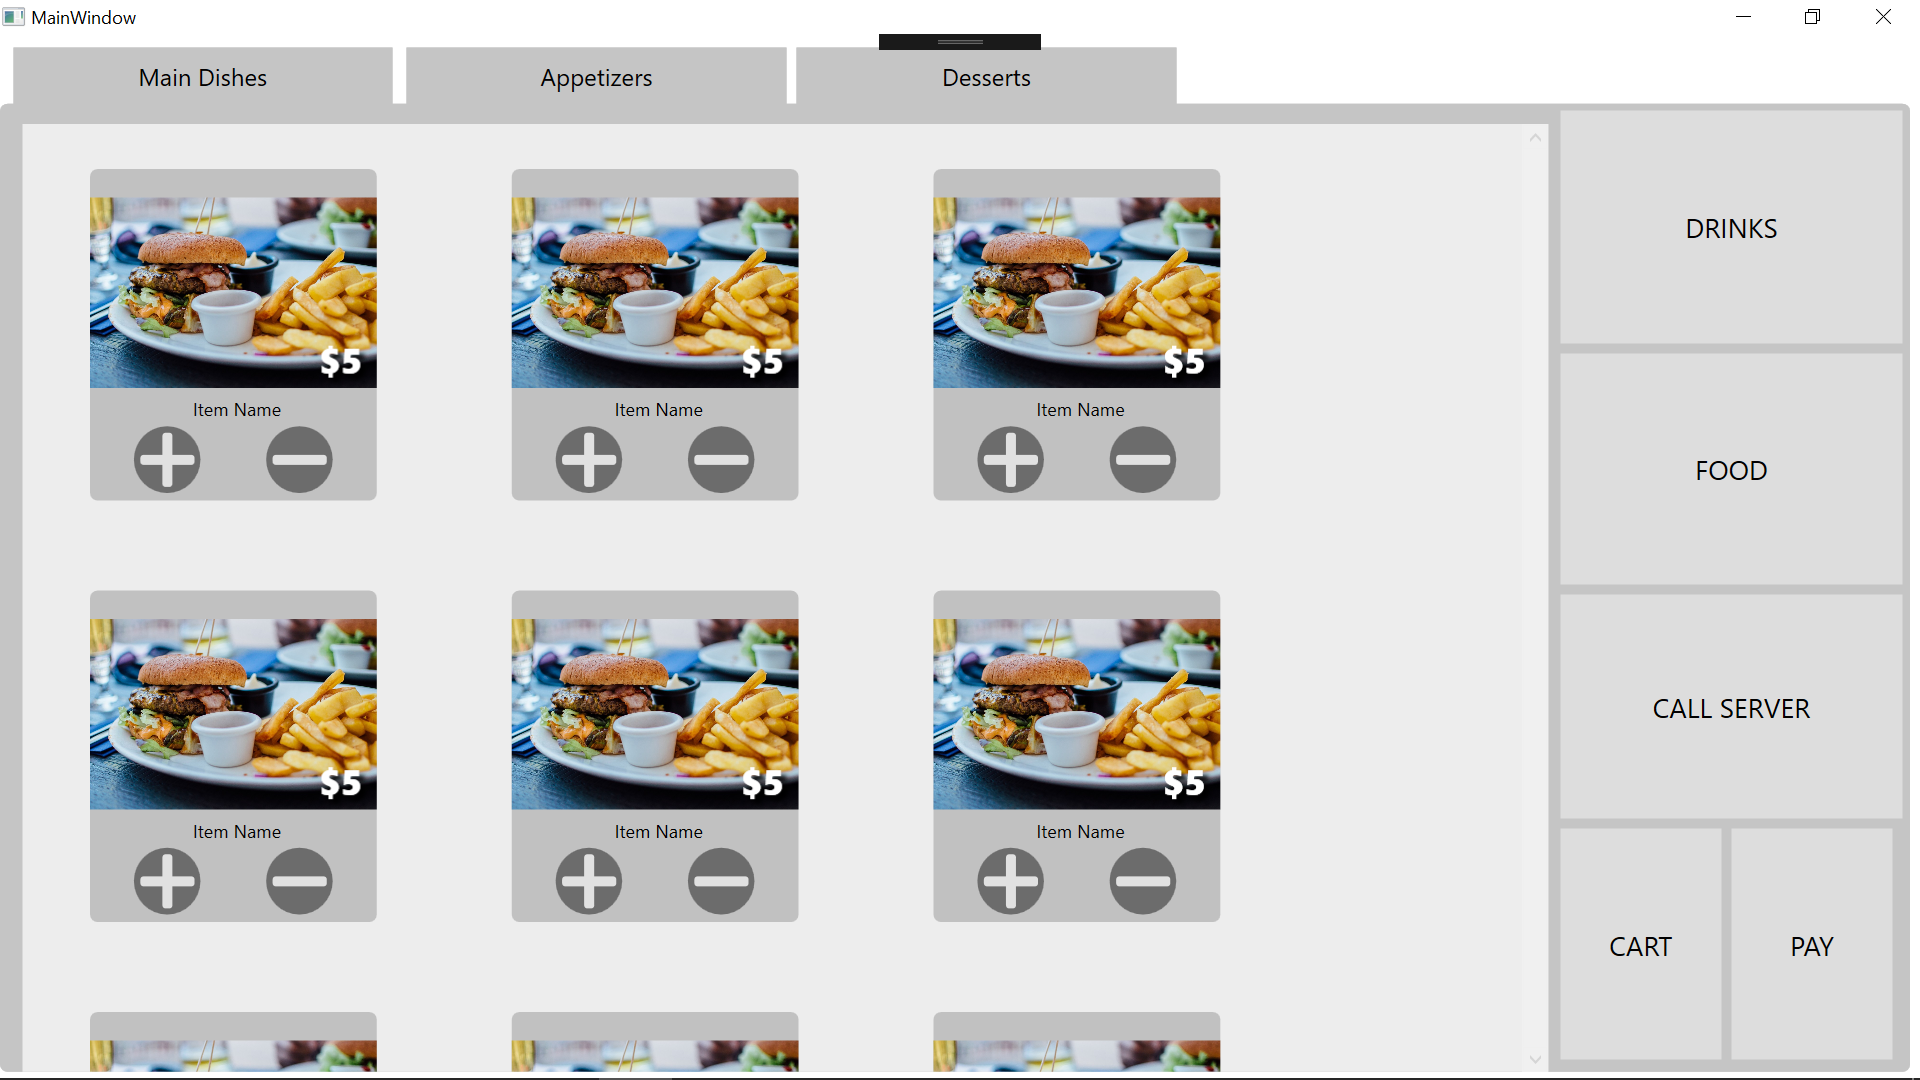 MainWindow
Main Dishes
Appetizers
Desserts
$5
$5
$5
Item Name
Item Name
Item Name
$5
$5
$5
Item Name
Item Name
Item Name
DRINKS
FOOD
CALL SERVER
CART
PAY